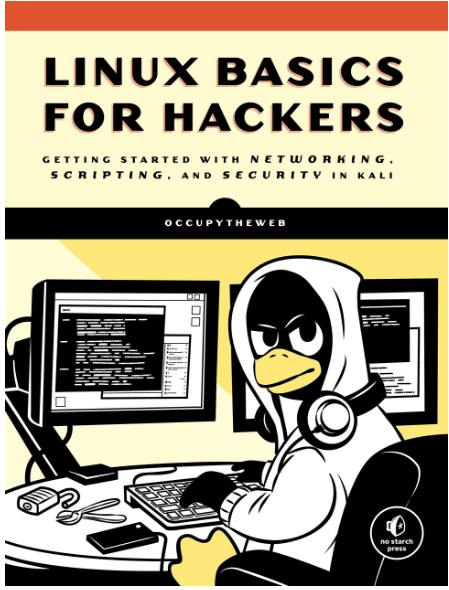 LINUX BASICS
FOR HACKERS
GETTING STARTED WITH NETWORKING,
SCRIPTING, AND SECURITY IN KALI
OCCUPYTHEWEB
no starch
press